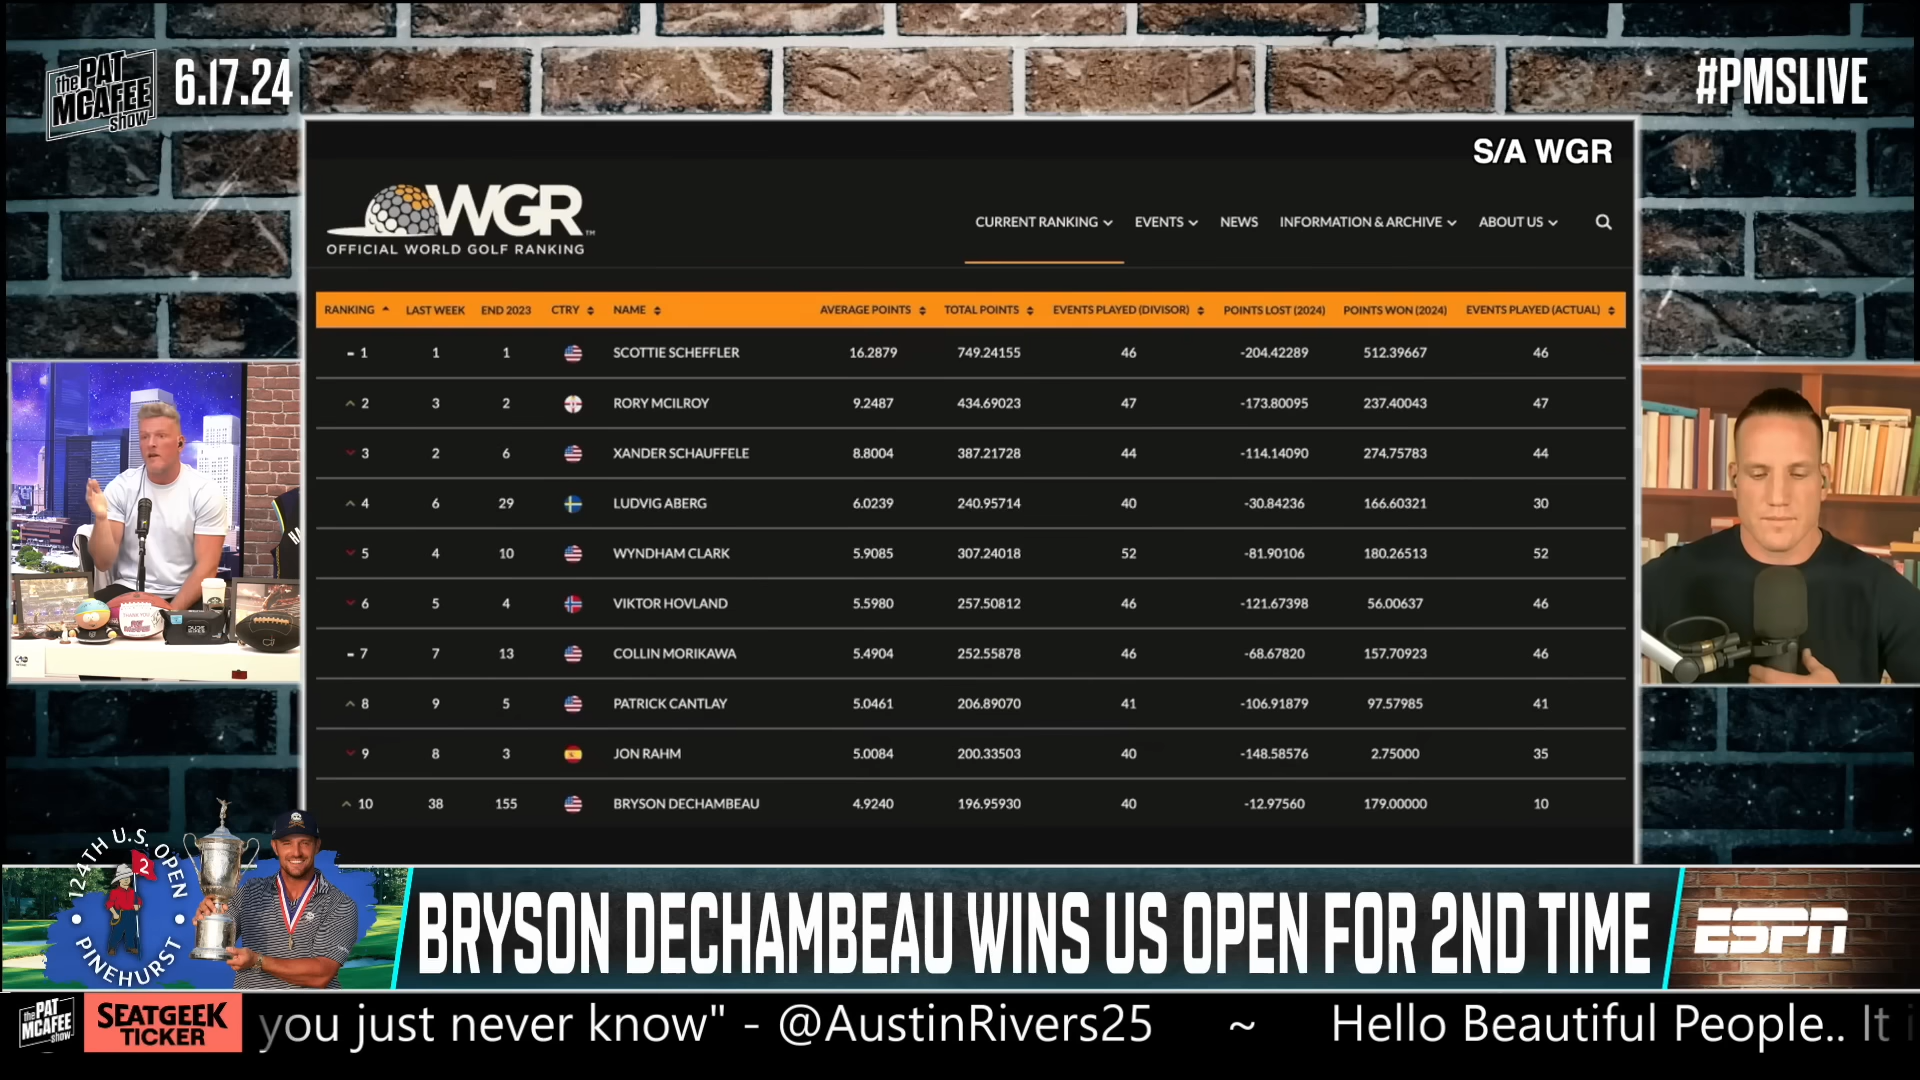 the PAT MCAFEE show
6.17.24
#PMSLIVE
S/A WGR
OWGR™
OFFICIAL WORLD GOLF RANKING
CURRENT RANKING EVENTS NEWS INFORMATION & ARCHIVE ABOUT US
RANKING LAST WEEK END 2023 CTRY NAME AVERAGE POINTS TOTAL POINTS EVENTS PLAYED (DIVISOR) POINTS LOST (2024) POINTS WON (2024) EVENTS PLAYED (ACTUAL)
1 1 1 SCOTTIE SCHEFFLER 16.2879 749.24155 46 -204.42289 512.39667 46
2 3 2 RORY MCILROY 9.2487 434.69023 47 -173.80095 237.40043 47
3 2 6 XANDER SCHAUFFELE 8.8004 387.21728 44 -114.14090 274.75783 44
4 6 29 LUDVIG ABERG 6.0239 240.95714 40 -30.84236 166.60321 30
5 4 10 WYNDHAM CLARK 5.9085 307.24018 52 -81.90106 180.26513 52
6 5 4 VIKTOR HOVLAND 5.5980 257.50812 46 -121.67398 56.00637 46
7 7 13 COLLIN MORIKAWA 5.4904 252.55878 46 -68.67820 157.70923 46
8 9 5 PATRICK CANTLAY 5.0461 206.89070 41 -106.91879 97.57985 41
9 8 3 JON RAHM 5.0084 200.33503 40 -148.58576 2.75000 35
10 38 155 BRYSON DECHAMBEAU 4.9240 196.95930 40 -12.97560 179.00000 10
124TH U.S. OPEN
2
PINEHURST
BRYSON DECHAMBEAU WINS US OPEN FOR 2ND TIME
ESPN
the PAT MCAFEE show
SEATGEEK
TICKER
you just never know" - @AustinRivers25 ~ Hello Beautiful People.. It i